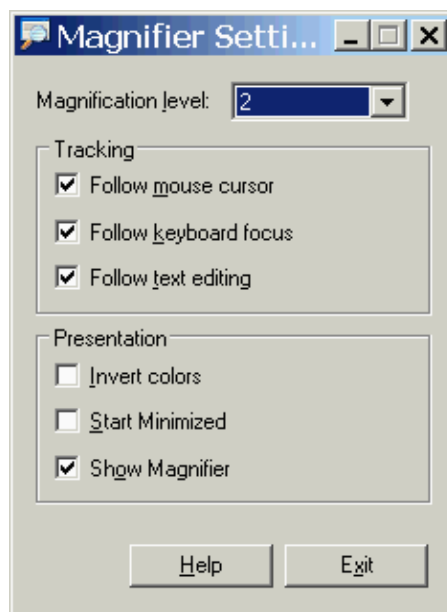 Magnifier Setti...
Magnification level: 2
Tracking
Follow mouse cursor
Follow keyboard focus
Follow text editing
Presentation
Invert colors
Start Minimized
Show Magnifier
Help Exit